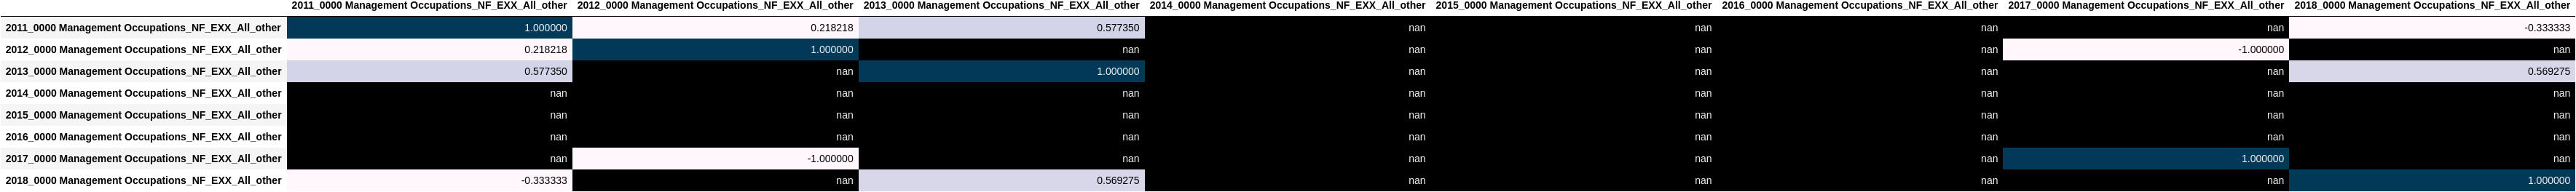 2011_0000 Management Occupations_NF_EXX_All_other 2012_0000 Management Occupations_NF_EXX_All_other 2013_0000 Management Occupations_NF_EXX_All_other 2014_0000 Management Occupations_NF_EXX_All_other 2015_0000 Management Occupations_NF_EXX_All_other 2016_0000 Management Occupations_NF_EXX_All_other 2017_0000 Management Occupations_NF_EXX_All_other 2018_0000 Management Occupations_NF_EXX_All_other
2011_0000 Management Occupations_NF_EXX_All_other 1.000000 0.218218 0.577350 nan nan nan nan -0.333333
2012_0000 Management Occupations_NF_EXX_All_other 0.218218 1.000000 nan nan nan nan -1.000000 nan
2013_0000 Management Occupations_NF_EXX_All_other 0.577350 nan 1.000000 nan nan nan nan 0.569275
2014_0000 Management Occupations_NF_EXX_All_other nan nan nan nan nan nan nan nan
2015_0000 Management Occupations_NF_EXX_All_other nan nan nan nan nan nan nan nan
2016_0000 Management Occupations_NF_EXX_All_other nan nan nan nan nan nan nan nan
2017_0000 Management Occupations_NF_EXX_All_other nan -1.000000 nan nan nan nan 1.000000 nan
2018_0000 Management Occupations_NF_EXX_All_other -0.333333 nan 0.569275 nan nan nan nan 1.000000